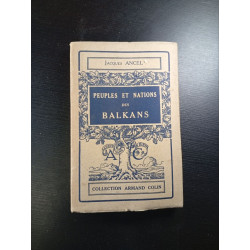 Jacques ANCEL
PEUPLES ET NATIONS
DES
BALKANS
A C
COLLECTION ARMAND COLIN